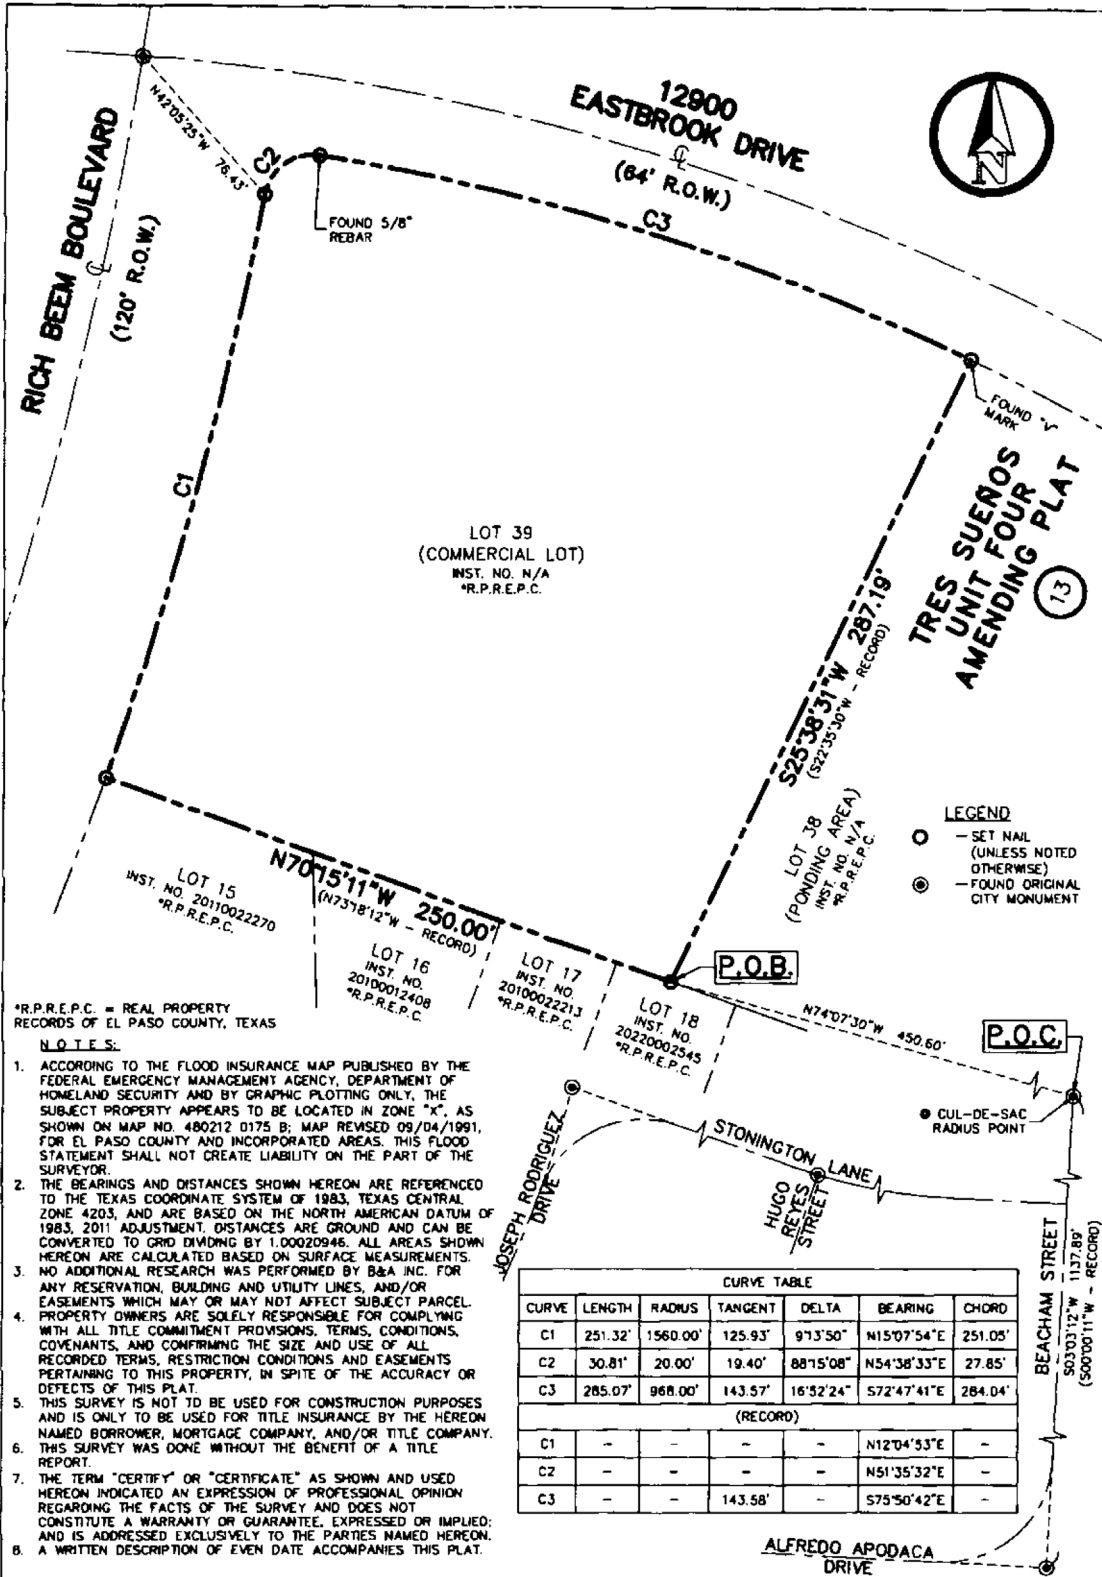 12900
EASTBROOK DRIVE
(64' R.O.W.)
N
RICH BEEM BOULEVARD
(120' R.O.W.)
N42°05'25"W 76.43'
C2
FOUND 5/8"
REBAR
C3
C1
FOUND "V"
MARK
LOT 39
(COMMERCIAL LOT)
INST. NO. N/A
*R.P.R.E.P.C.
TRES SUEÑOS
UNIT FOUR
AMENDING PLAT
13
S25°38'31"W 287.19'
(S22°35'30"W - RECORD)
LOT 38
(PONDING AREA)
INST. NO. N/A
*R.P.R.E.P.C.
LEGEND
- SET NAIL
(UNLESS NOTED
OTHERWISE)
- FOUND ORIGINAL
CITY MONUMENT
N70°15'11"W 250.00'
(N73°18'12"W - RECORD)
LOT 15
INST. NO. 20110022270
*R.P.R.E.P.C.
LOT 16
INST. NO.
20100012408
*R.P.R.E.P.C.
LOT 17
INST. NO.
20100022213
*R.P.R.E.P.C.
LOT 18
INST. NO.
20220002545
*R.P.R.E.P.C.
P.O.B.
N74°07'30"W 450.60'
P.O.C.
CUL-DE-SAC
RADIUS POINT
STONINGTON LANE
JOSEPH RODRIGUEZ
DRIVE
HUGO
REYES
STREET
BEACHAM STREET
S03°03'12"W 1137.89'
(S00°00'11"W - RECORD)
ALFREDO APODACA
DRIVE
*R.P.R.E.P.C. = REAL PROPERTY
RECORDS OF EL PASO COUNTY, TEXAS
NOTES:
1. ACCORDING TO THE FLOOD INSURANCE MAP PUBLISHED BY THE
FEDERAL EMERGENCY MANAGEMENT AGENCY, DEPARTMENT OF
HOMELAND SECURITY AND BY GRAPHIC PLOTTING ONLY, THE
SUBJECT PROPERTY APPEARS TO BE LOCATED IN ZONE "X", AS
SHOWN ON MAP NO. 480212 0175 B; MAP REVISED 09/04/1991,
FOR EL PASO COUNTY AND INCORPORATED AREAS. THIS FLOOD
STATEMENT SHALL NOT CREATE LIABILITY ON THE PART OF THE
SURVEYOR.
2. THE BEARINGS AND DISTANCES SHOWN HEREON ARE REFERENCED
TO THE TEXAS COORDINATE SYSTEM OF 1983, TEXAS CENTRAL
ZONE 4203, AND ARE BASED ON THE NORTH AMERICAN DATUM OF
1983, 2011 ADJUSTMENT. DISTANCES ARE GROUND AND CAN BE
CONVERTED TO GRID DIVIDING BY 1.00020946. ALL AREAS SHOWN
HEREON ARE CALCULATED BASED ON SURFACE MEASUREMENTS.
3. NO ADDITIONAL RESEARCH WAS PERFORMED BY B&A INC. FOR
ANY RESERVATION, BUILDING AND UTILITY LINES, AND/OR
EASEMENTS WHICH MAY OR MAY NOT AFFECT SUBJECT PARCEL.
4. PROPERTY OWNERS ARE SOLELY RESPONSIBLE FOR COMPLYING
WITH ALL TITLE COMMITMENT PROVISIONS, TERMS, CONDITIONS,
COVENANTS, AND CONFIRMING THE SIZE AND USE OF ALL
RECORDED TERMS, RESTRICTION CONDITIONS AND EASEMENTS
PERTAINING TO THIS PROPERTY, IN SPITE OF THE ACCURACY OR
DEFECTS OF THIS PLAT.
5. THIS SURVEY IS NOT TO BE USED FOR CONSTRUCTION PURPOSES
AND IS ONLY TO BE USED FOR TITLE INSURANCE BY THE HEREON
NAMED BORROWER, MORTGAGE COMPANY, AND/OR TITLE COMPANY.
6. THIS SURVEY WAS DONE WITHOUT THE BENEFIT OF A TITLE
REPORT.
7. THE TERM "CERTIFY" OR "CERTIFICATE" AS SHOWN AND USED
HEREON INDICATED AN EXPRESSION OF PROFESSIONAL OPINION
REGARDING THE FACTS OF THE SURVEY AND DOES NOT
CONSTITUTE A WARRANTY OR GUARANTEE, EXPRESSED OR IMPLIED;
AND IS ADDRESSED EXCLUSIVELY TO THE PARTIES NAMED HEREON.
8. A WRITTEN DESCRIPTION OF EVEN DATE ACCOMPANIES THIS PLAT.
CURVE TABLE
CURVE LENGTH RADIUS TANGENT DELTA BEARING CHORD
C1 251.32' 1560.00' 125.93' 9°13'50" N15°07'54"E 251.05'
C2 30.81' 20.00' 19.40' 88°15'08" N54°38'33"E 27.85'
C3 285.07' 968.00' 143.57' 16°52'24" S72°47'41"E 284.04'
(RECORD)
C1 - - - - N12°04'53"E -
C2 - - - - N51°35'32"E -
C3 - - 143.58' - S75°50'42"E -